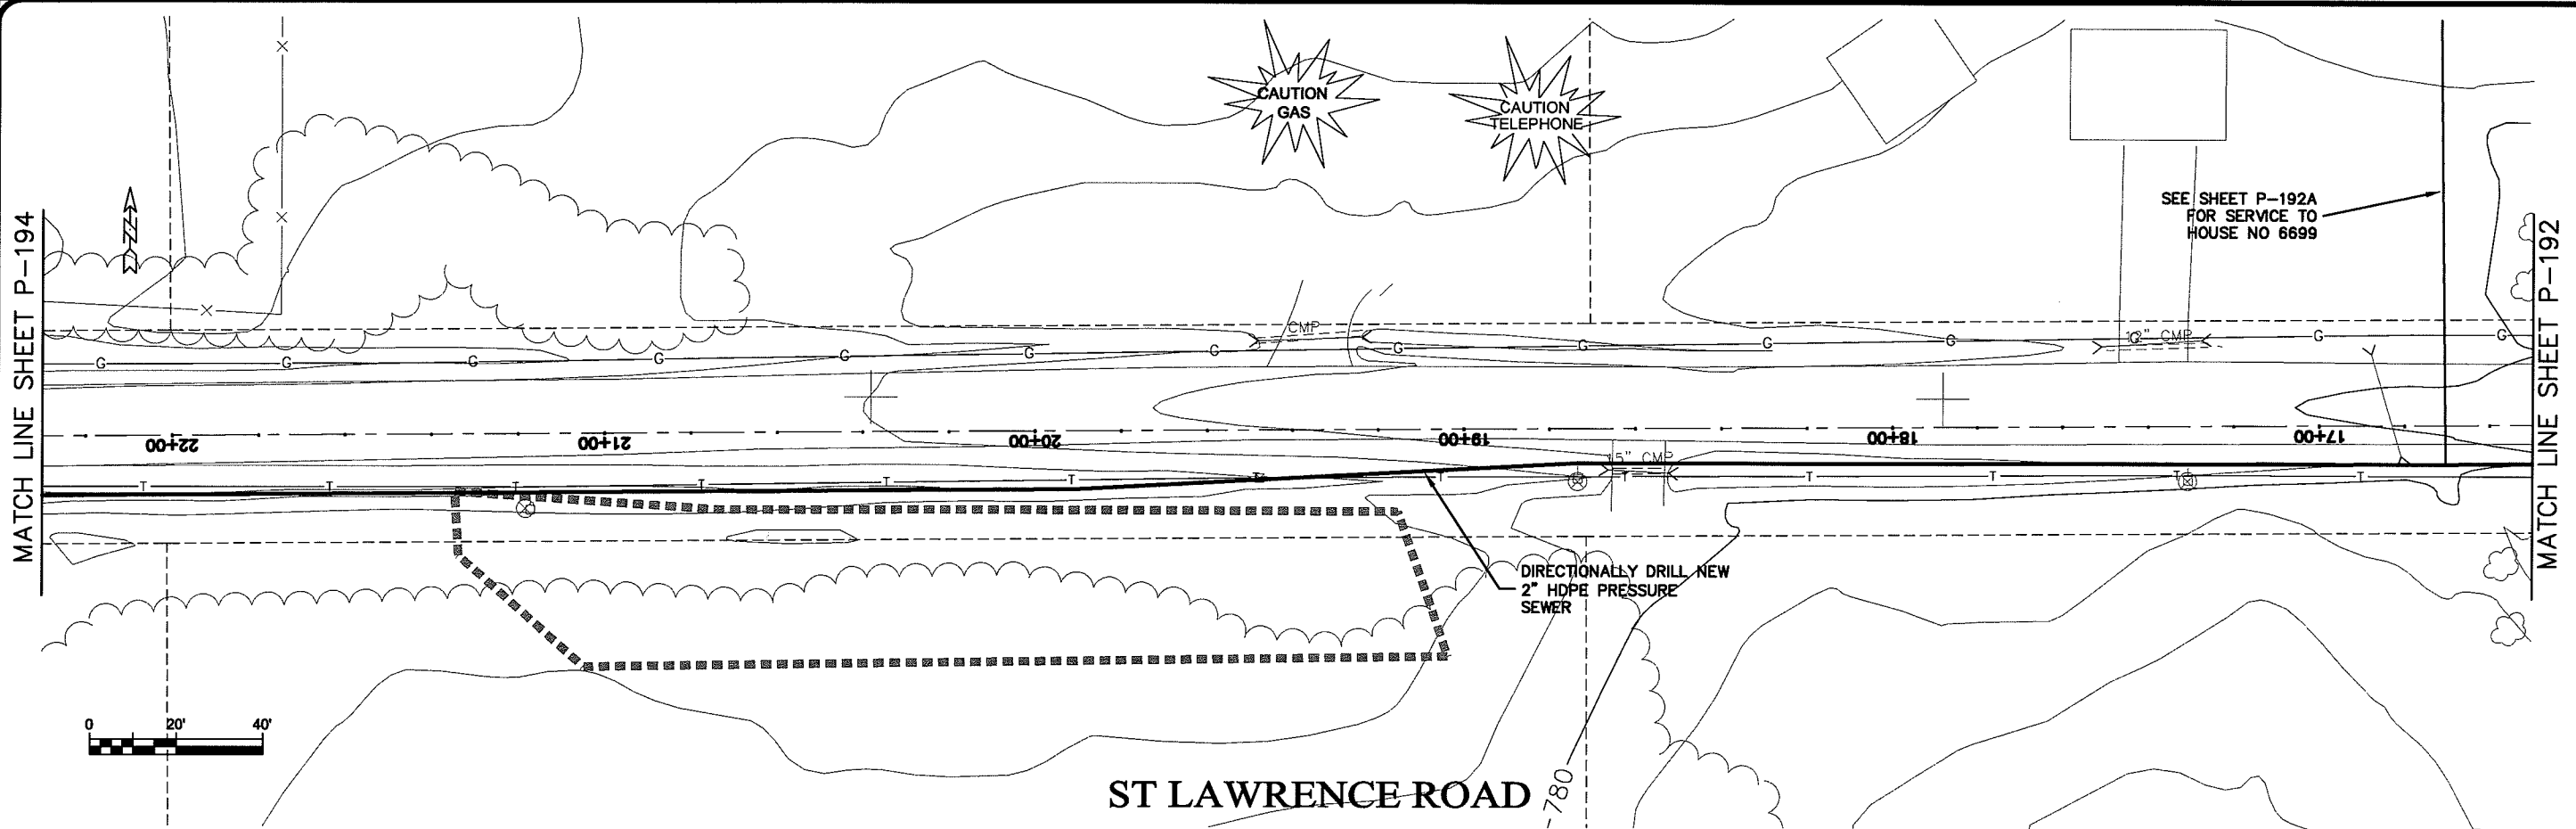 CAUTION
GAS
CAUTION
TELEPHONE
SEE SHEET P-192A
FOR SERVICE TO
HOUSE NO 6699
MATCH LINE SHEET P-194
MATCH LINE SHEET P-192
N
CMP
12" CMP
G G G G G G G G G G G G G G
22+00 21+00 20+00 19+00 18+00 17+00
15" CMP
T T T T T T T T T T T T T
DIRECTIONALLY DRILL NEW
2" HDPE PRESSURE
SEWER
0 20' 40'
ST LAWRENCE ROAD
780